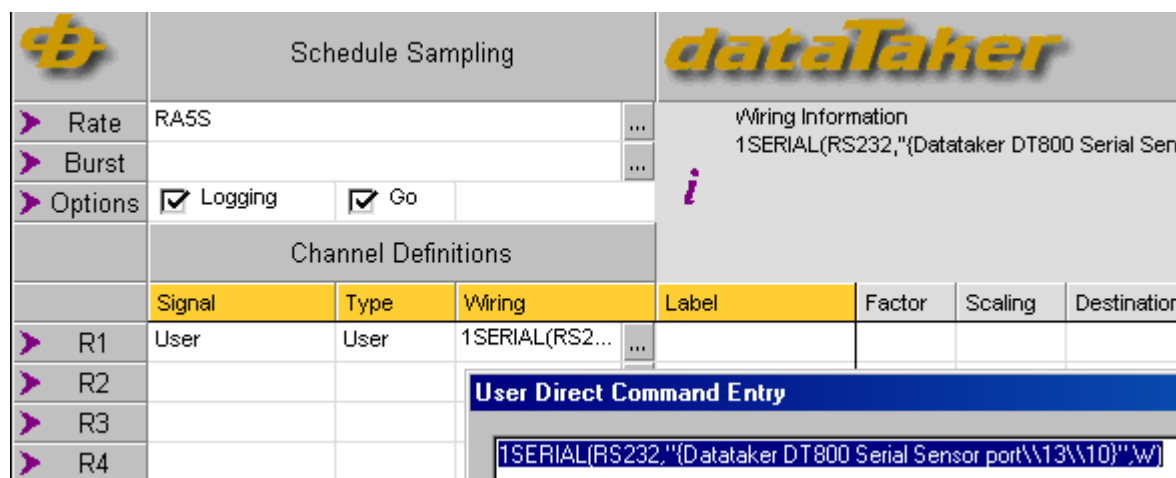 Schedule Sampling
dataTaker
Rate RA5S ...
Wiring Information
1SERIAL(RS232,"{Datataker DT800 Serial Sen
Burst ...
Options Logging Go
i
Channel Definitions
Signal Type Wiring Label Factor Scaling Destination
R1 User User 1SERIAL(RS2... ...
R2
User Direct Command Entry
R3
1SERIAL(RS232,"{Datataker DT800 Serial Sensor port\\13\\10}",W)
R4